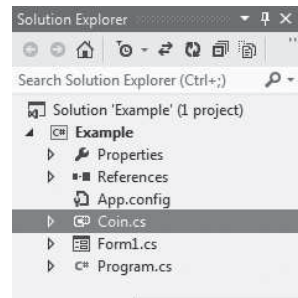 Solution Explorer
Search Solution Explorer (Ctrl+;)
Solution 'Example' (1 project)
C# Example
Properties
References
App.config
Coin.cs
Form1.cs
C# Program.cs